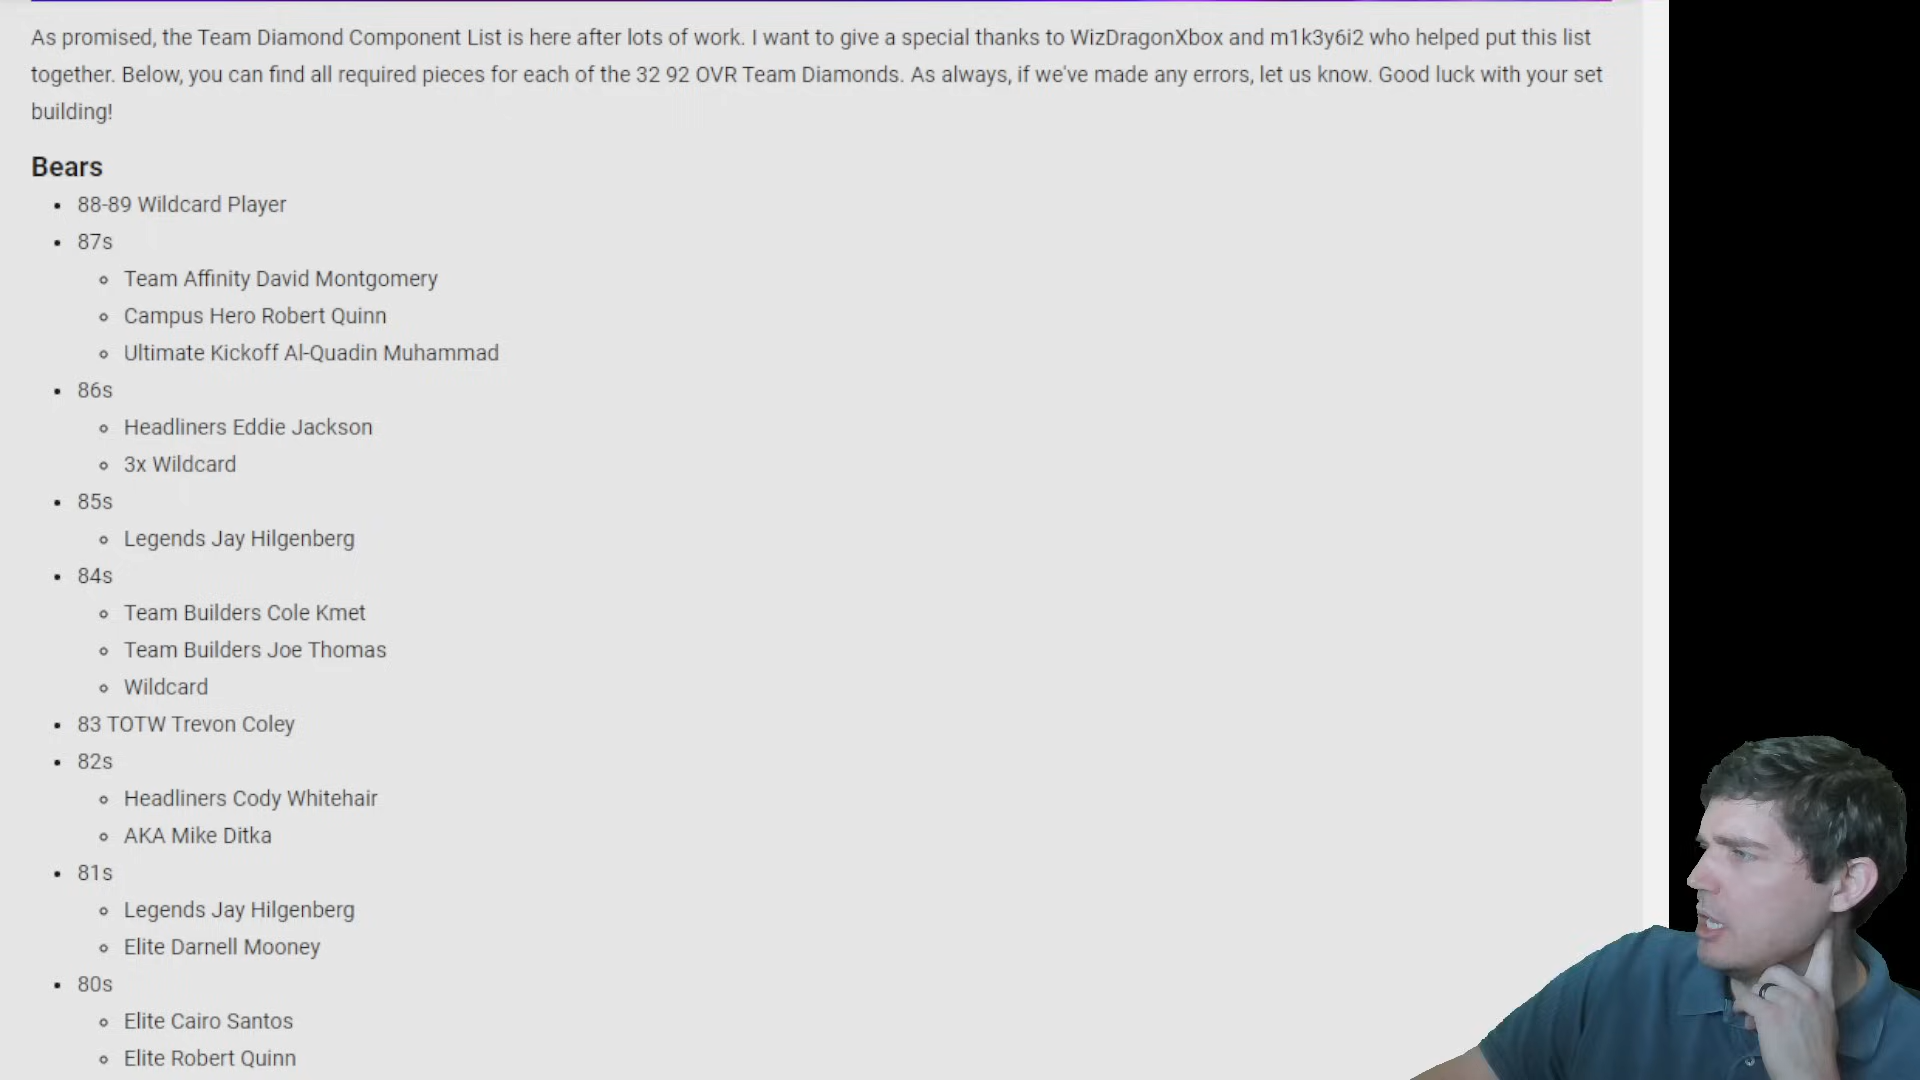 As promised, the Team Diamond Component List is here after lots of work. I want to give a special thanks to WizDragonXbox and m1k3y6i2 who helped put this list
together. Below, you can find all required pieces for each of the 32 92 OVR Team Diamonds. As always, if we've made any errors, let us know. Good luck with your set
building!
Bears
88-89 Wildcard Player
87s
Team Affinity David Montgomery
Campus Hero Robert Quinn
Ultimate Kickoff Al-Quadin Muhammad
86s
Headliners Eddie Jackson
3x Wildcard
85s
Legends Jay Hilgenberg
84s
Team Builders Cole Kmet
Team Builders Joe Thomas
Wildcard
83 TOTW Trevon Coley
82s
Headliners Cody Whitehair
AKA Mike Ditka
81s
Legends Jay Hilgenberg
Elite Darnell Mooney
80s
Elite Cairo Santos
Elite Robert Quinn